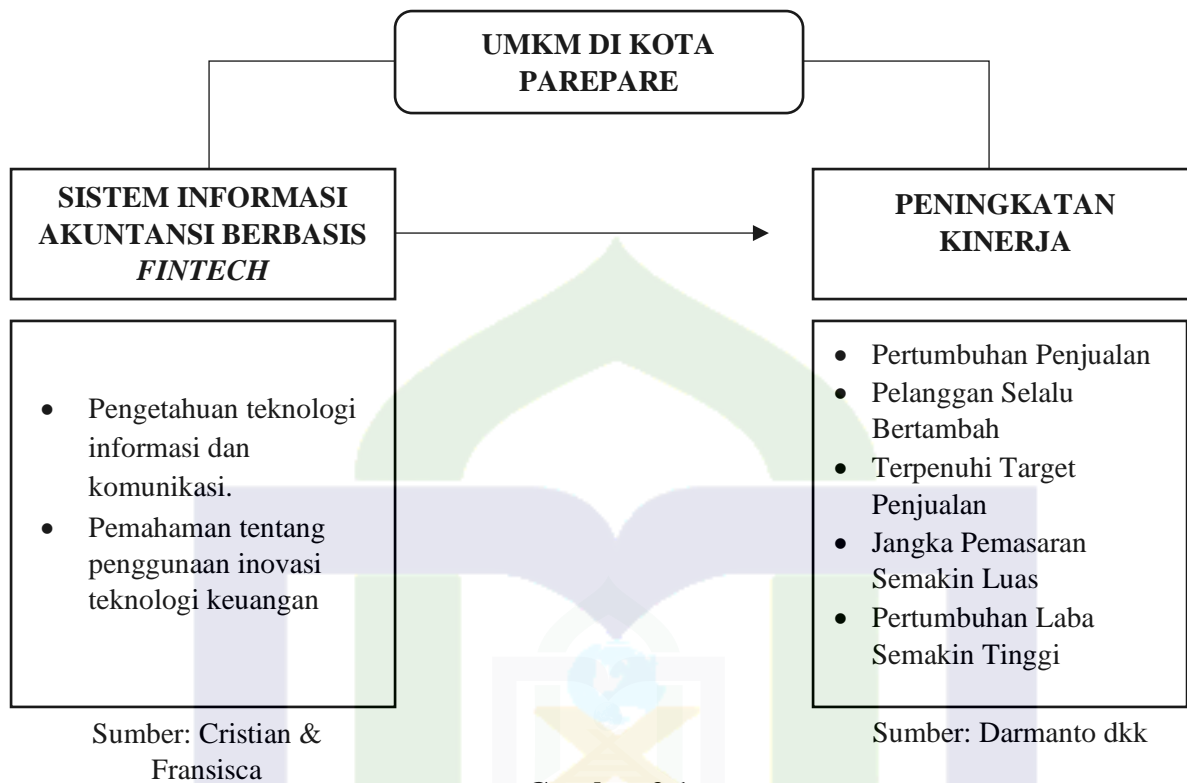 UMKM DI KOTA
PAREPARE
SISTEM INFORMASI
AKUNTANSI BERBASIS
FINTECH
PENINGKATAN
KINERJA
• Pengetahuan teknologi
informasi dan
komunikasi.
• Pemahaman tentang
penggunaan inovasi
teknologi keuangan
• Pertumbuhan Penjualan
• Pelanggan Selalu
Bertambah
• Terpenuhi Target
Penjualan
• Jangka Pemasaran
Semakin Luas
• Pertumbuhan Laba
Semakin Tinggi
Sumber: Cristian &
Fransisca
Sumber: Darmanto dkk